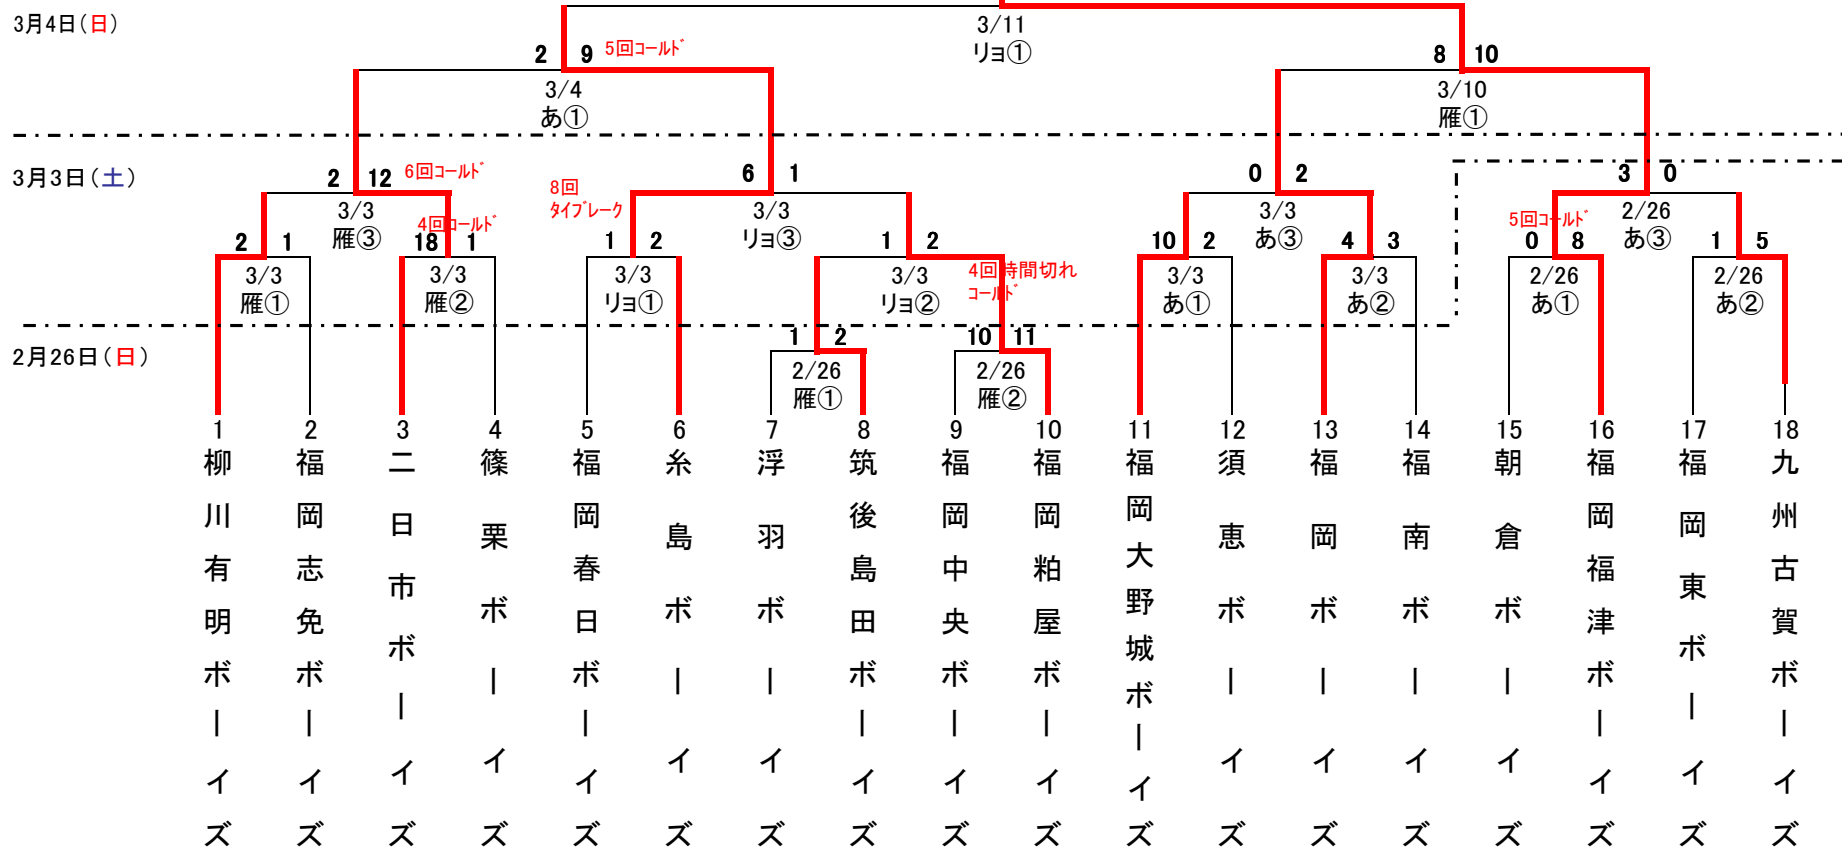 3月4日(日)
3/11
リョ①
2 9 5回コールド
3/4
あ①
8 10
3/10
雁①
3月3日(土)
2 12 6回コールド
3/3
雁③
8回
タイブレーク
6 1
3/3
リョ③
0 2
3/3
あ③
3 0
2/26
あ③
2 1
3/3
雁①
4回コールド
18 1
3/3
雁②
1 2
3/3
リョ①
1 2
3/3
リョ②
4回時間切れ
コールド
10 2
3/3
あ①
4 3
3/3
あ②
5回コールド
0 8
2/26
あ①
1 5
2/26
あ②
2月26日(日)
1 2
2/26
雁①
10 11
2/26
雁②
1
柳川有明ボーイズ
2
福岡志免ボーイズ
3
二日市ボーイズ
4
篠栗ボーイズ
5
福岡春日ボーイズ
6
糸島ボーイズ
7
浮羽ボーイズ
8
筑後島田ボーイズ
9
福岡中央ボーイズ
10
福岡粕屋ボーイズ
11
福岡大野城ボーイズ
12
須恵ボーイズ
13
福岡ボーイズ
14
福南ボーイズ
15
朝倉ボーイズ
16
福岡福津ボーイズ
17
福岡東ボーイズ
18
九州古賀ボーイズ